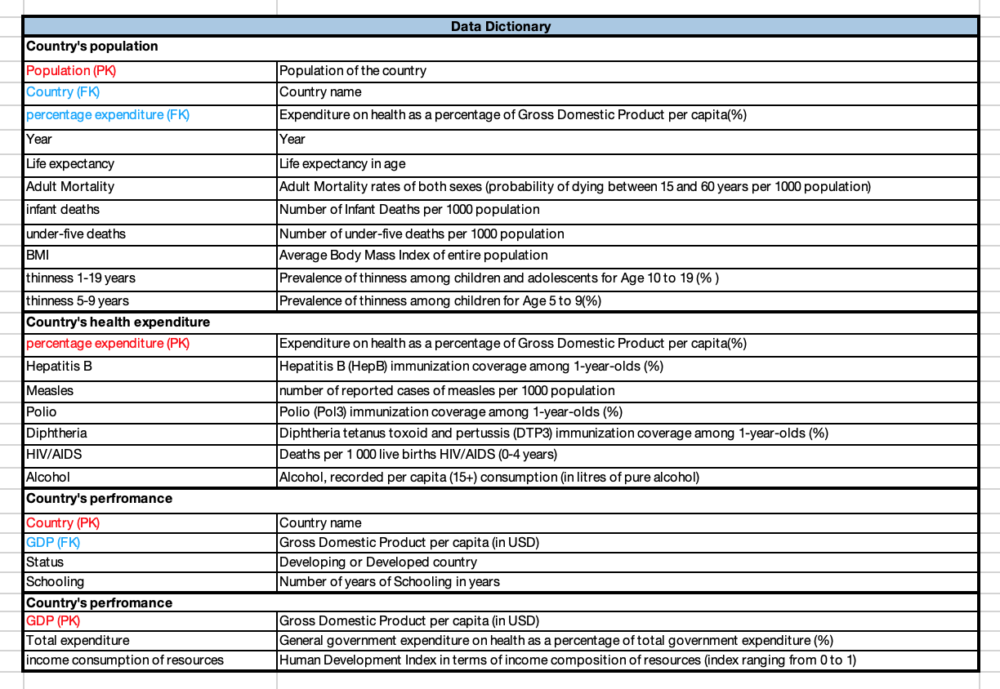 Data Dictionary
Country's population
Population (PK) Population of the country
Country (FK) Country name
percentage expenditure (FK) Expenditure on health as a percentage of Gross Domestic Product per capita(%)
Year Year
Life expectancy Life expectancy in age
Adult Mortality Adult Mortality rates of both sexes (probability of dying between 15 and 60 years per 1000 population)
infant deaths Number of Infant Deaths per 1000 population
under-five deaths Number of under-five deaths per 1000 population
BMI Average Body Mass Index of entire population
thinness 1-19 years Prevalence of thinness among children and adolescents for Age 10 to 19 (% )
thinness 5-9 years Prevalence of thinness among children for Age 5 to 9(%)
Country's health expenditure
percentage expenditure (PK) Expenditure on health as a percentage of Gross Domestic Product per capita(%)
Hepatitis B Hepatitis B (HepB) immunization coverage among 1-year-olds (%)
Measles number of reported cases of measles per 1000 population
Polio Polio (Pol3) immunization coverage among 1-year-olds (%)
Diphtheria Diphtheria tetanus toxoid and pertussis (DTP3) immunization coverage among 1-year-olds (%)
HIV/AIDS Deaths per 1 000 live births HIV/AIDS (0-4 years)
Alcohol Alcohol, recorded per capita (15+) consumption (in litres of pure alcohol)
Country's perfromance
Country (PK) Country name
GDP (FK) Gross Domestic Product per capita (in USD)
Status Developing or Developed country
Schooling Number of years of Schooling in years
Country's perfromance
GDP (PK) Gross Domestic Product per capita (in USD)
Total expenditure General government expenditure on health as a percentage of total government expenditure (%)
income consumption of resources Human Development Index in terms of income composition of resources (index ranging from 0 to 1)